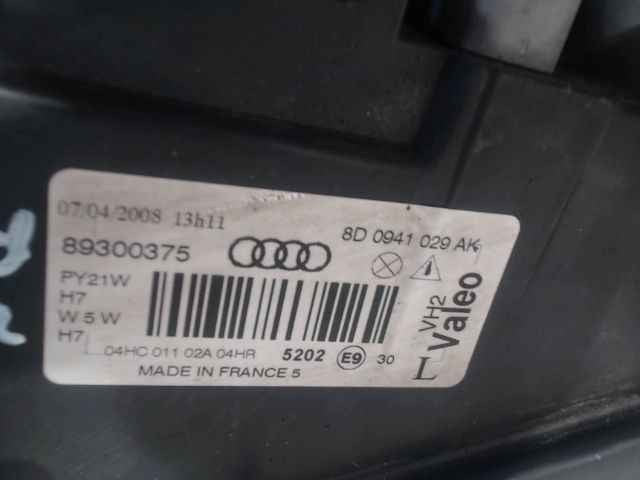 07/04/2008 13h11
89300375
8D 0941 029 AK
PY21W
H7
W5W
H7
04HC 011 02A 04HR 5202 E9 30
MADE IN FRANCE 5
L
VH2
Valeo